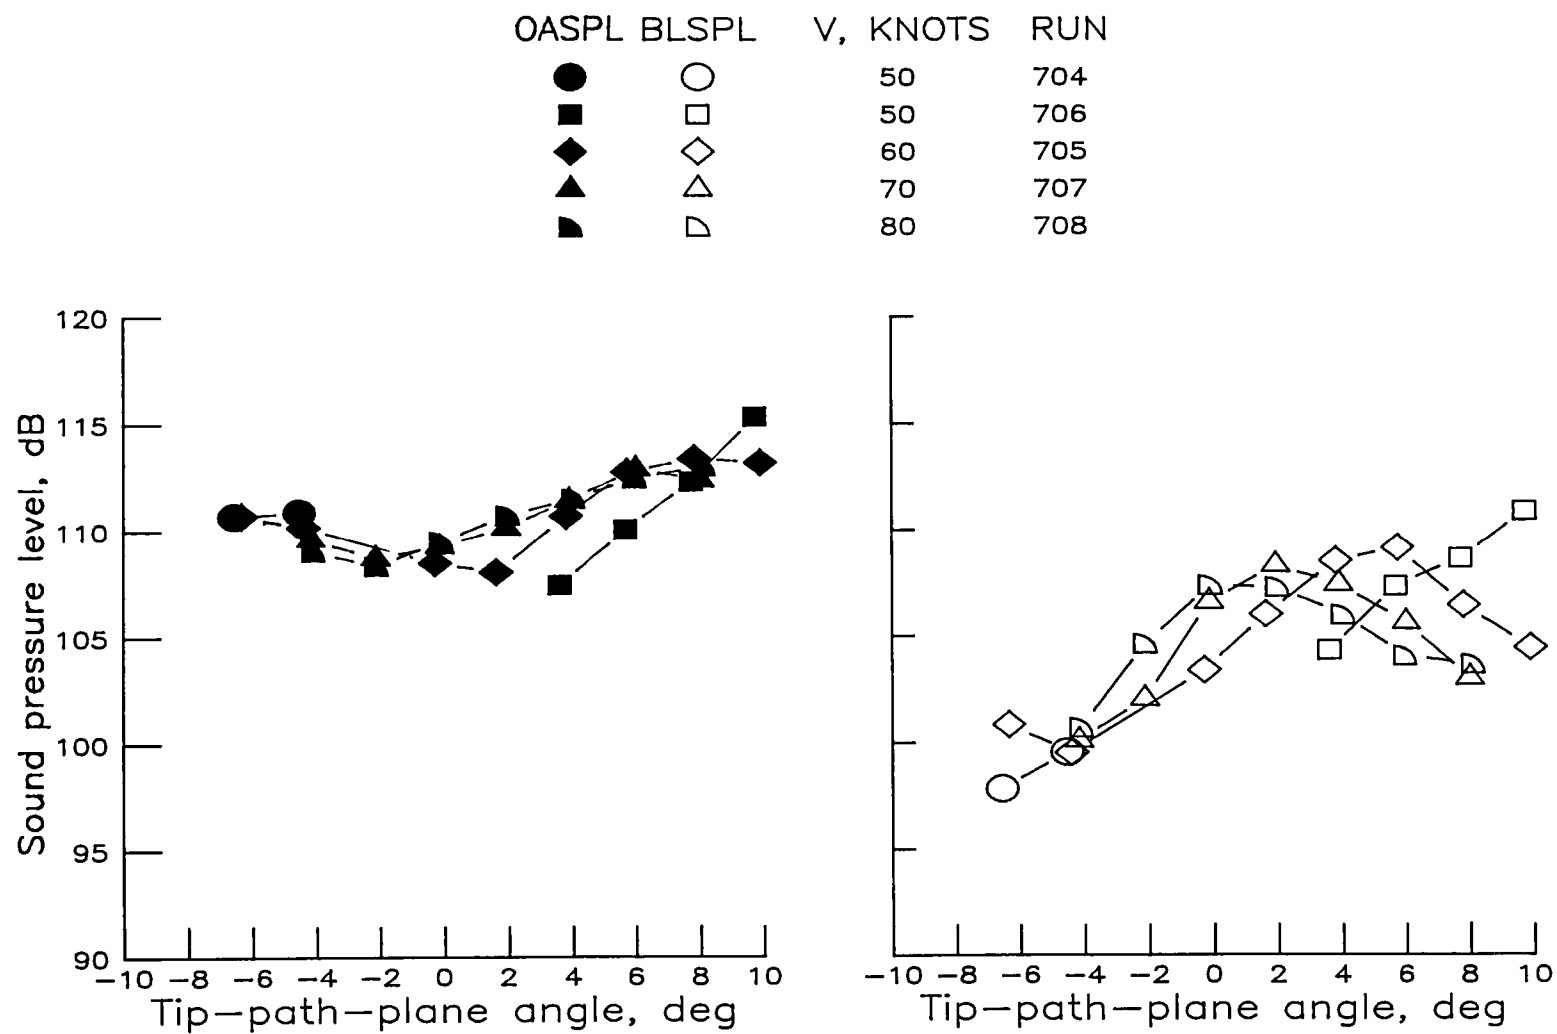 OASPL BLSPL V, KNOTS RUN
50 704
50 706
60 705
70 707
80 708
120
115
110
105
100
95
90
Sound pressure level, dB
-10 -8 -6 -4 -2 0 2 4 6 8 10
Tip-path-plane angle, deg
-10 -8 -6 -4 -2 0 2 4 6 8 10
Tip-path-plane angle, deg